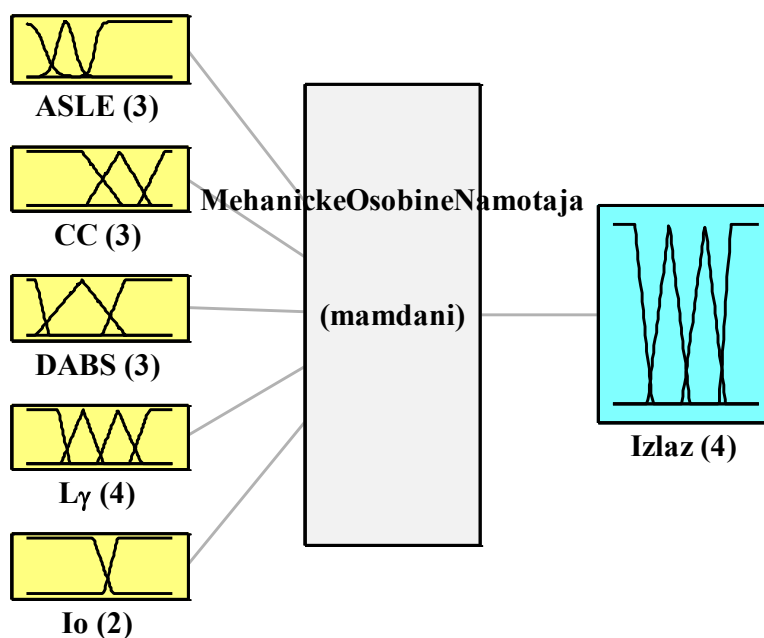 ASLE (3)
CC (3)
DABS (3)
Lγ (4)
Io (2)
MehanickeOsobineNamotaja
(mamdani)
Izlaz (4)